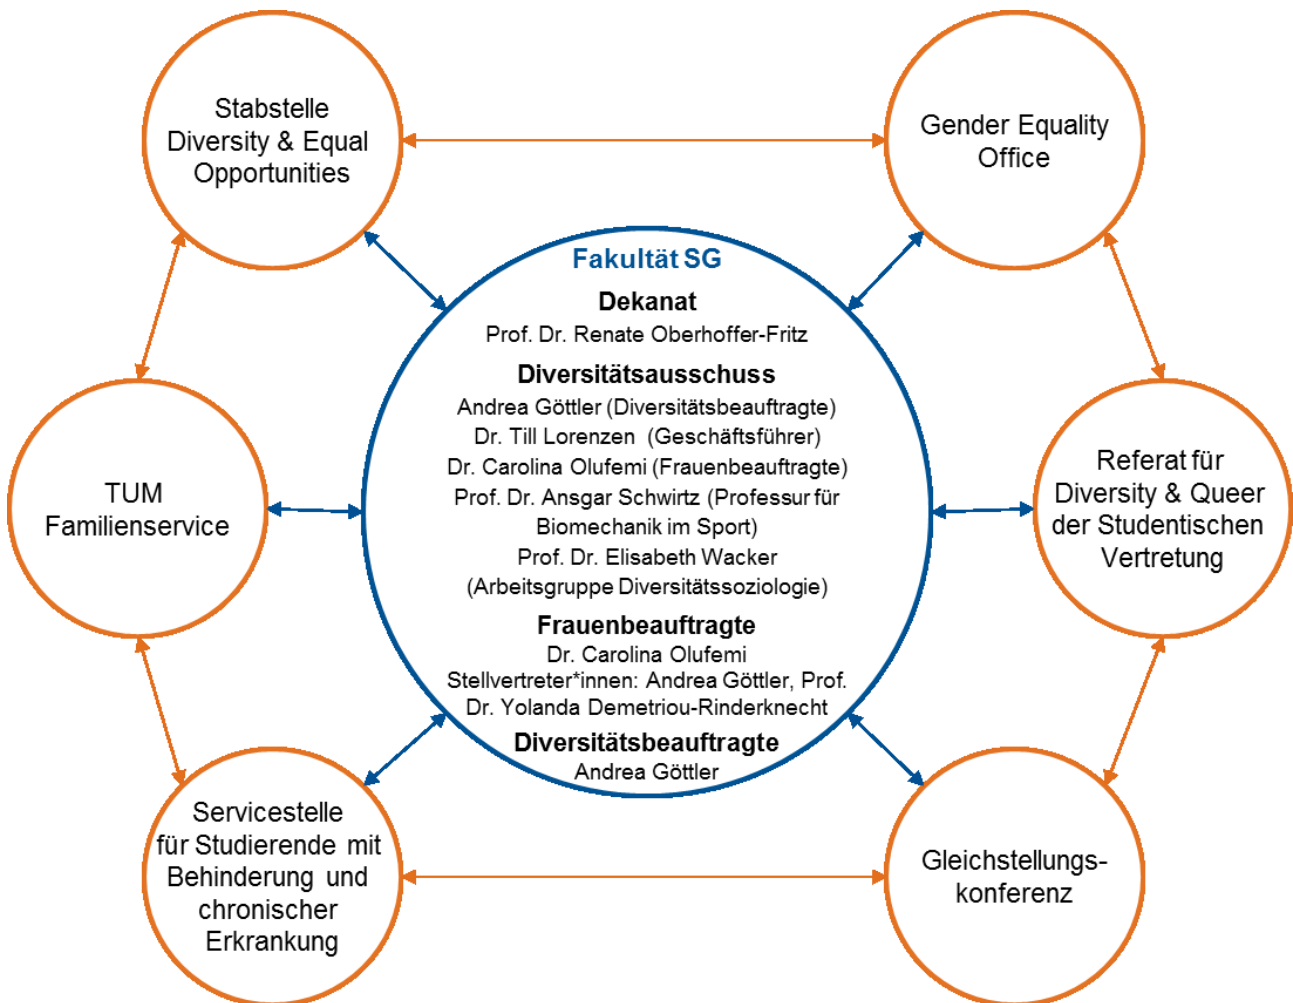 Stabstelle
Diversity & Equal
Opportunities
Gender Equality
Office
Fakultät SG
Dekanat
Prof. Dr. Renate Oberhoffer-Fritz
Diversitätsausschuss
Andrea Göttler (Diversitätsbeauftragte)
Dr. Till Lorenzen (Geschäftsführer)
Dr. Carolina Olufemi (Frauenbeauftragte)
Prof. Dr. Ansgar Schwirtz (Professur für
Biomechanik im Sport)
Prof. Dr. Elisabeth Wacker
(Arbeitsgruppe Diversitätssoziologie)
Frauenbeauftragte
Dr. Carolina Olufemi
Stellvertreter*innen: Andrea Göttler, Prof.
Dr. Yolanda Demetriou-Rinderknecht
Diversitätsbeauftragte
Andrea Göttler
TUM
Familienservice
Referat für
Diversity & Queer
der Studentischen
Vertretung
Servicestelle
für Studierende mit
Behinderung und
chronischer
Erkrankung
Gleichstellungs-
konferenz